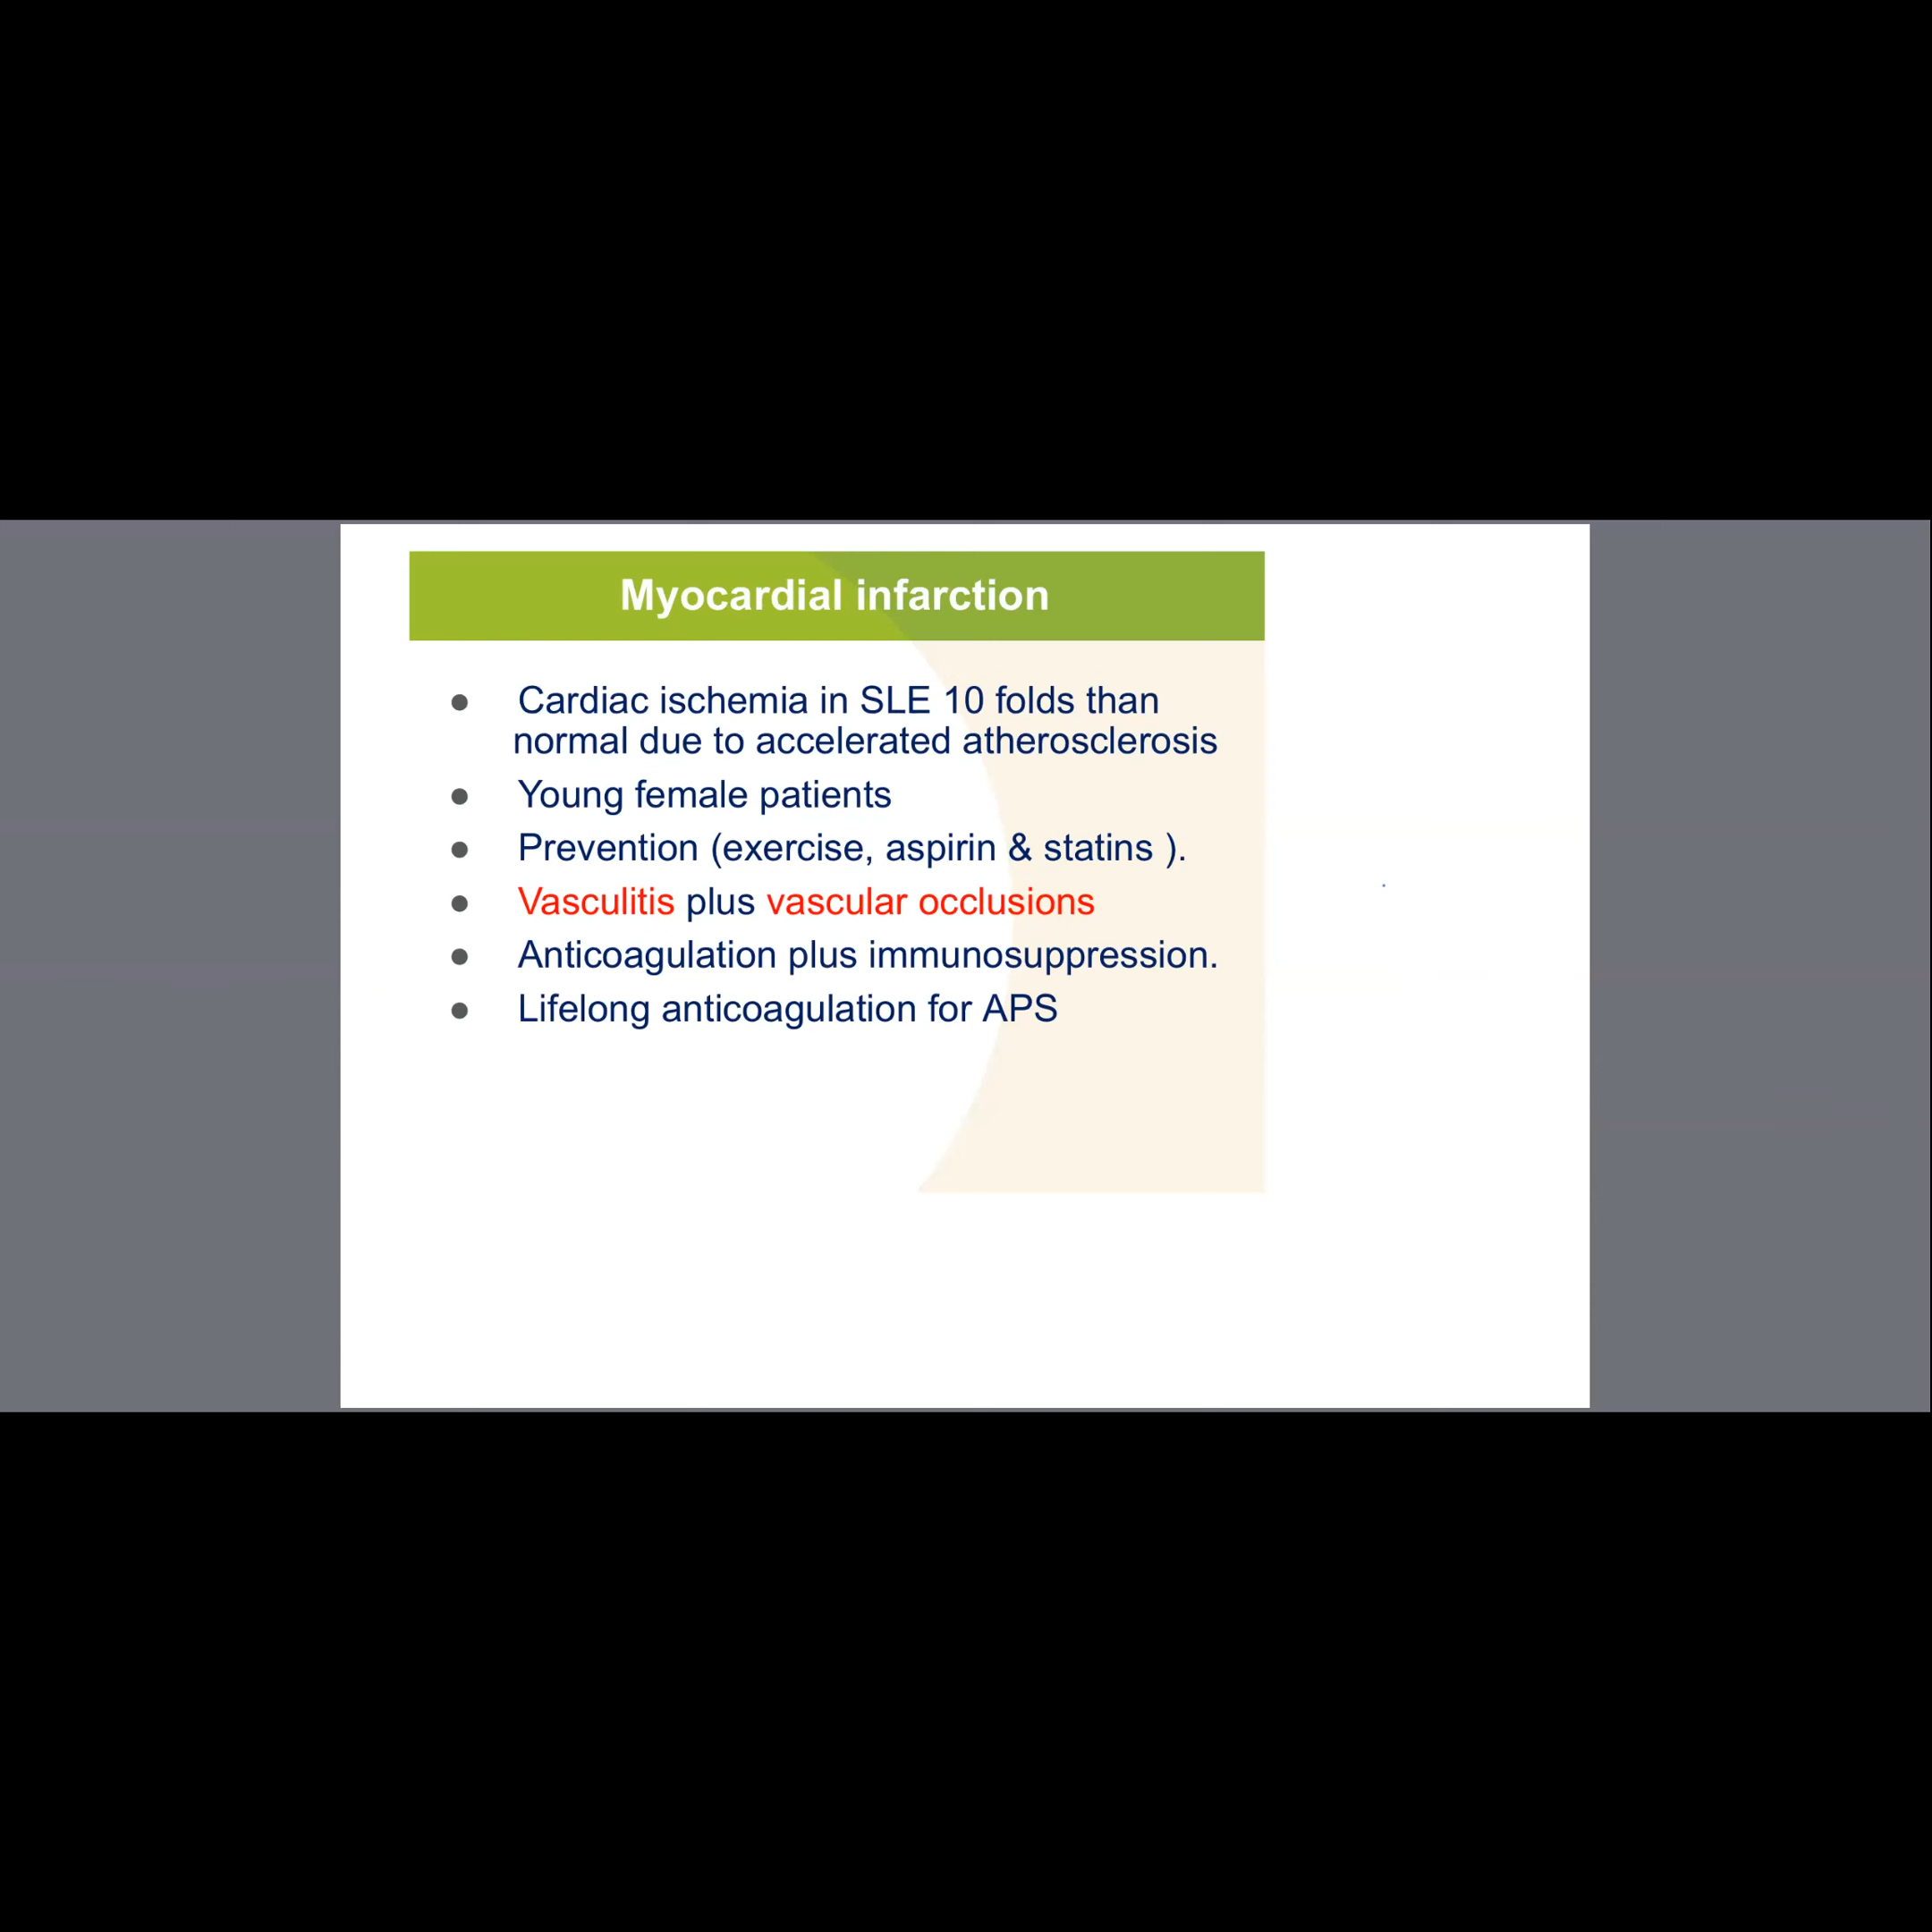 Myocardial infarction
● Cardiac ischemia in SLE 10 folds than
normal due to accelerated atherosclerosis
● Young female patients
● Prevention (exercise, aspirin & statins ).
● Vasculitis plus vascular occlusions
● Anticoagulation plus immunosuppression.
● Lifelong anticoagulation for APS